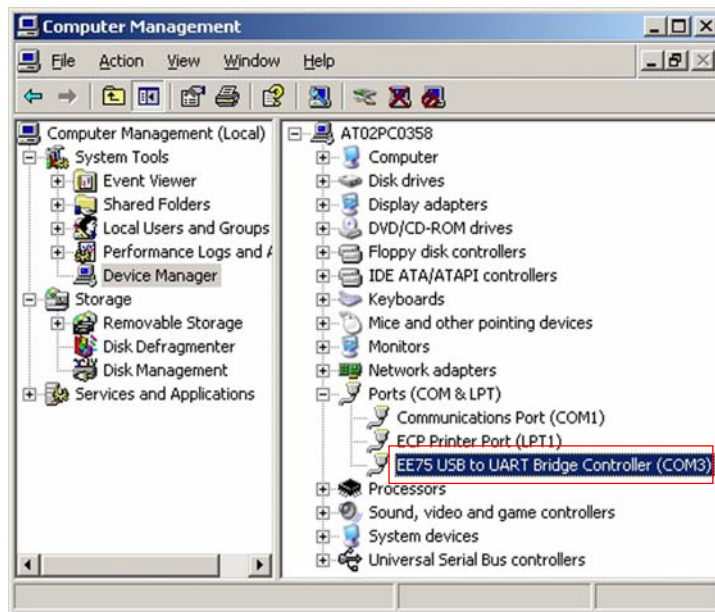 Computer Management
File Action View Window Help
Computer Management (Local)
System Tools
Event Viewer
Shared Folders
Local Users and Groups
Performance Logs and A
Device Manager
Storage
Removable Storage
Disk Defragmenter
Disk Management
Services and Applications
AT02PC0358
Computer
Disk drives
Display adapters
DVD/CD-ROM drives
Floppy disk controllers
IDE ATA/ATAPI controllers
Keyboards
Mice and other pointing devices
Monitors
Network adapters
Ports (COM & LPT)
Communications Port (COM1)
ECP Printer Port (LPT1)
EE75 USB to UART Bridge Controller (COM3)
Processors
Sound, video and game controllers
System devices
Universal Serial Bus controllers